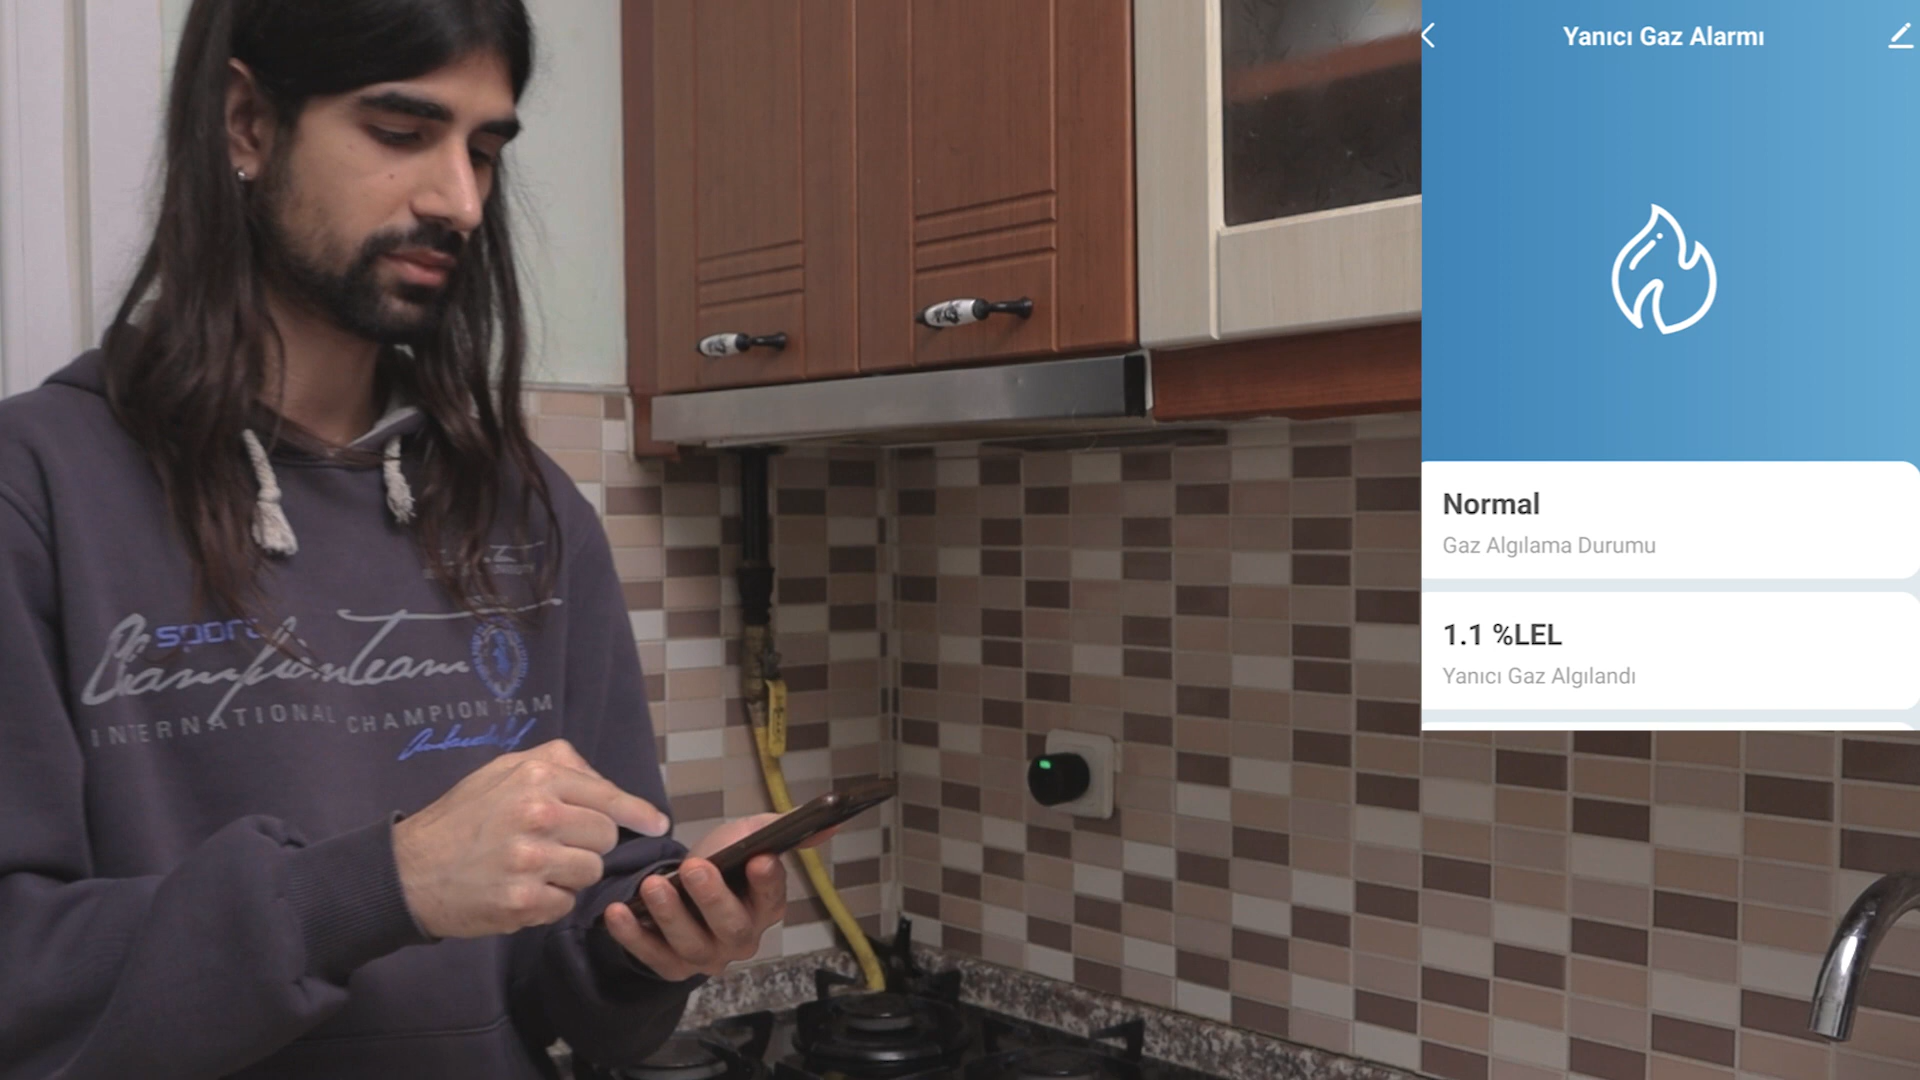 Yanıcı Gaz Alarmı
Normal
Gaz Algılama Durumu
1.1 %LEL
Yanıcı Gaz Algılandı
sport
Championteam
INTERNATIONAL CHAMPION TEAM